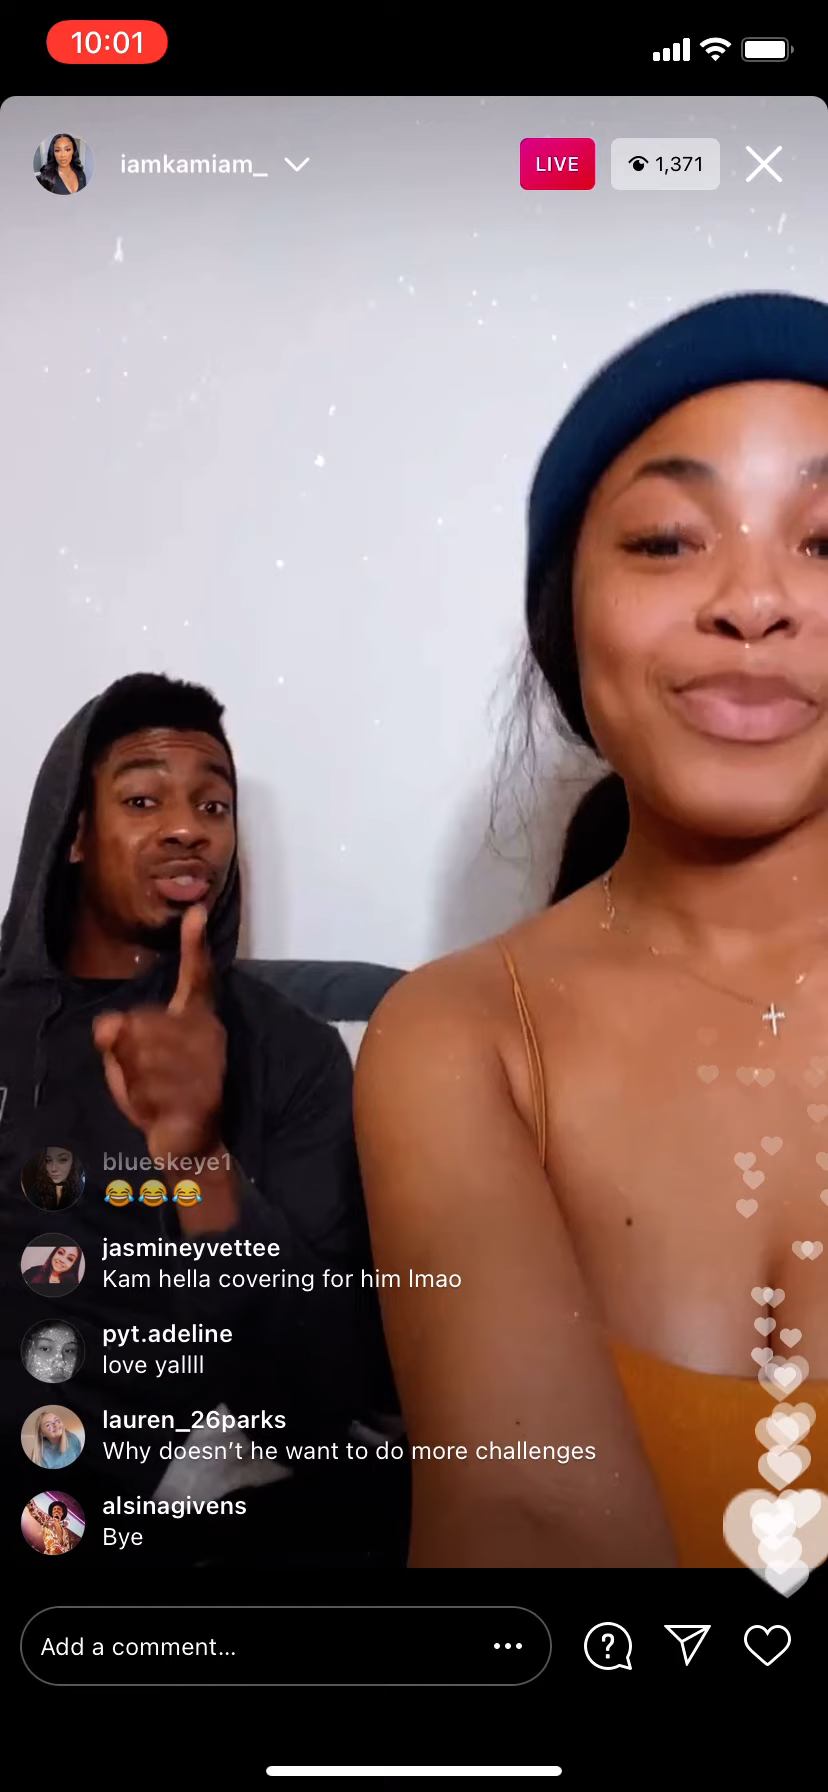 10:01
iamkamiam_
LIVE
1,371
blueskeye1
😂😂😂
jasmineyvettee
Kam hella covering for him lmao
pyt.adeline
love yallll
lauren_26parks
Why doesn’t he want to do more challenges
alsinagivens
Bye
Add a comment...